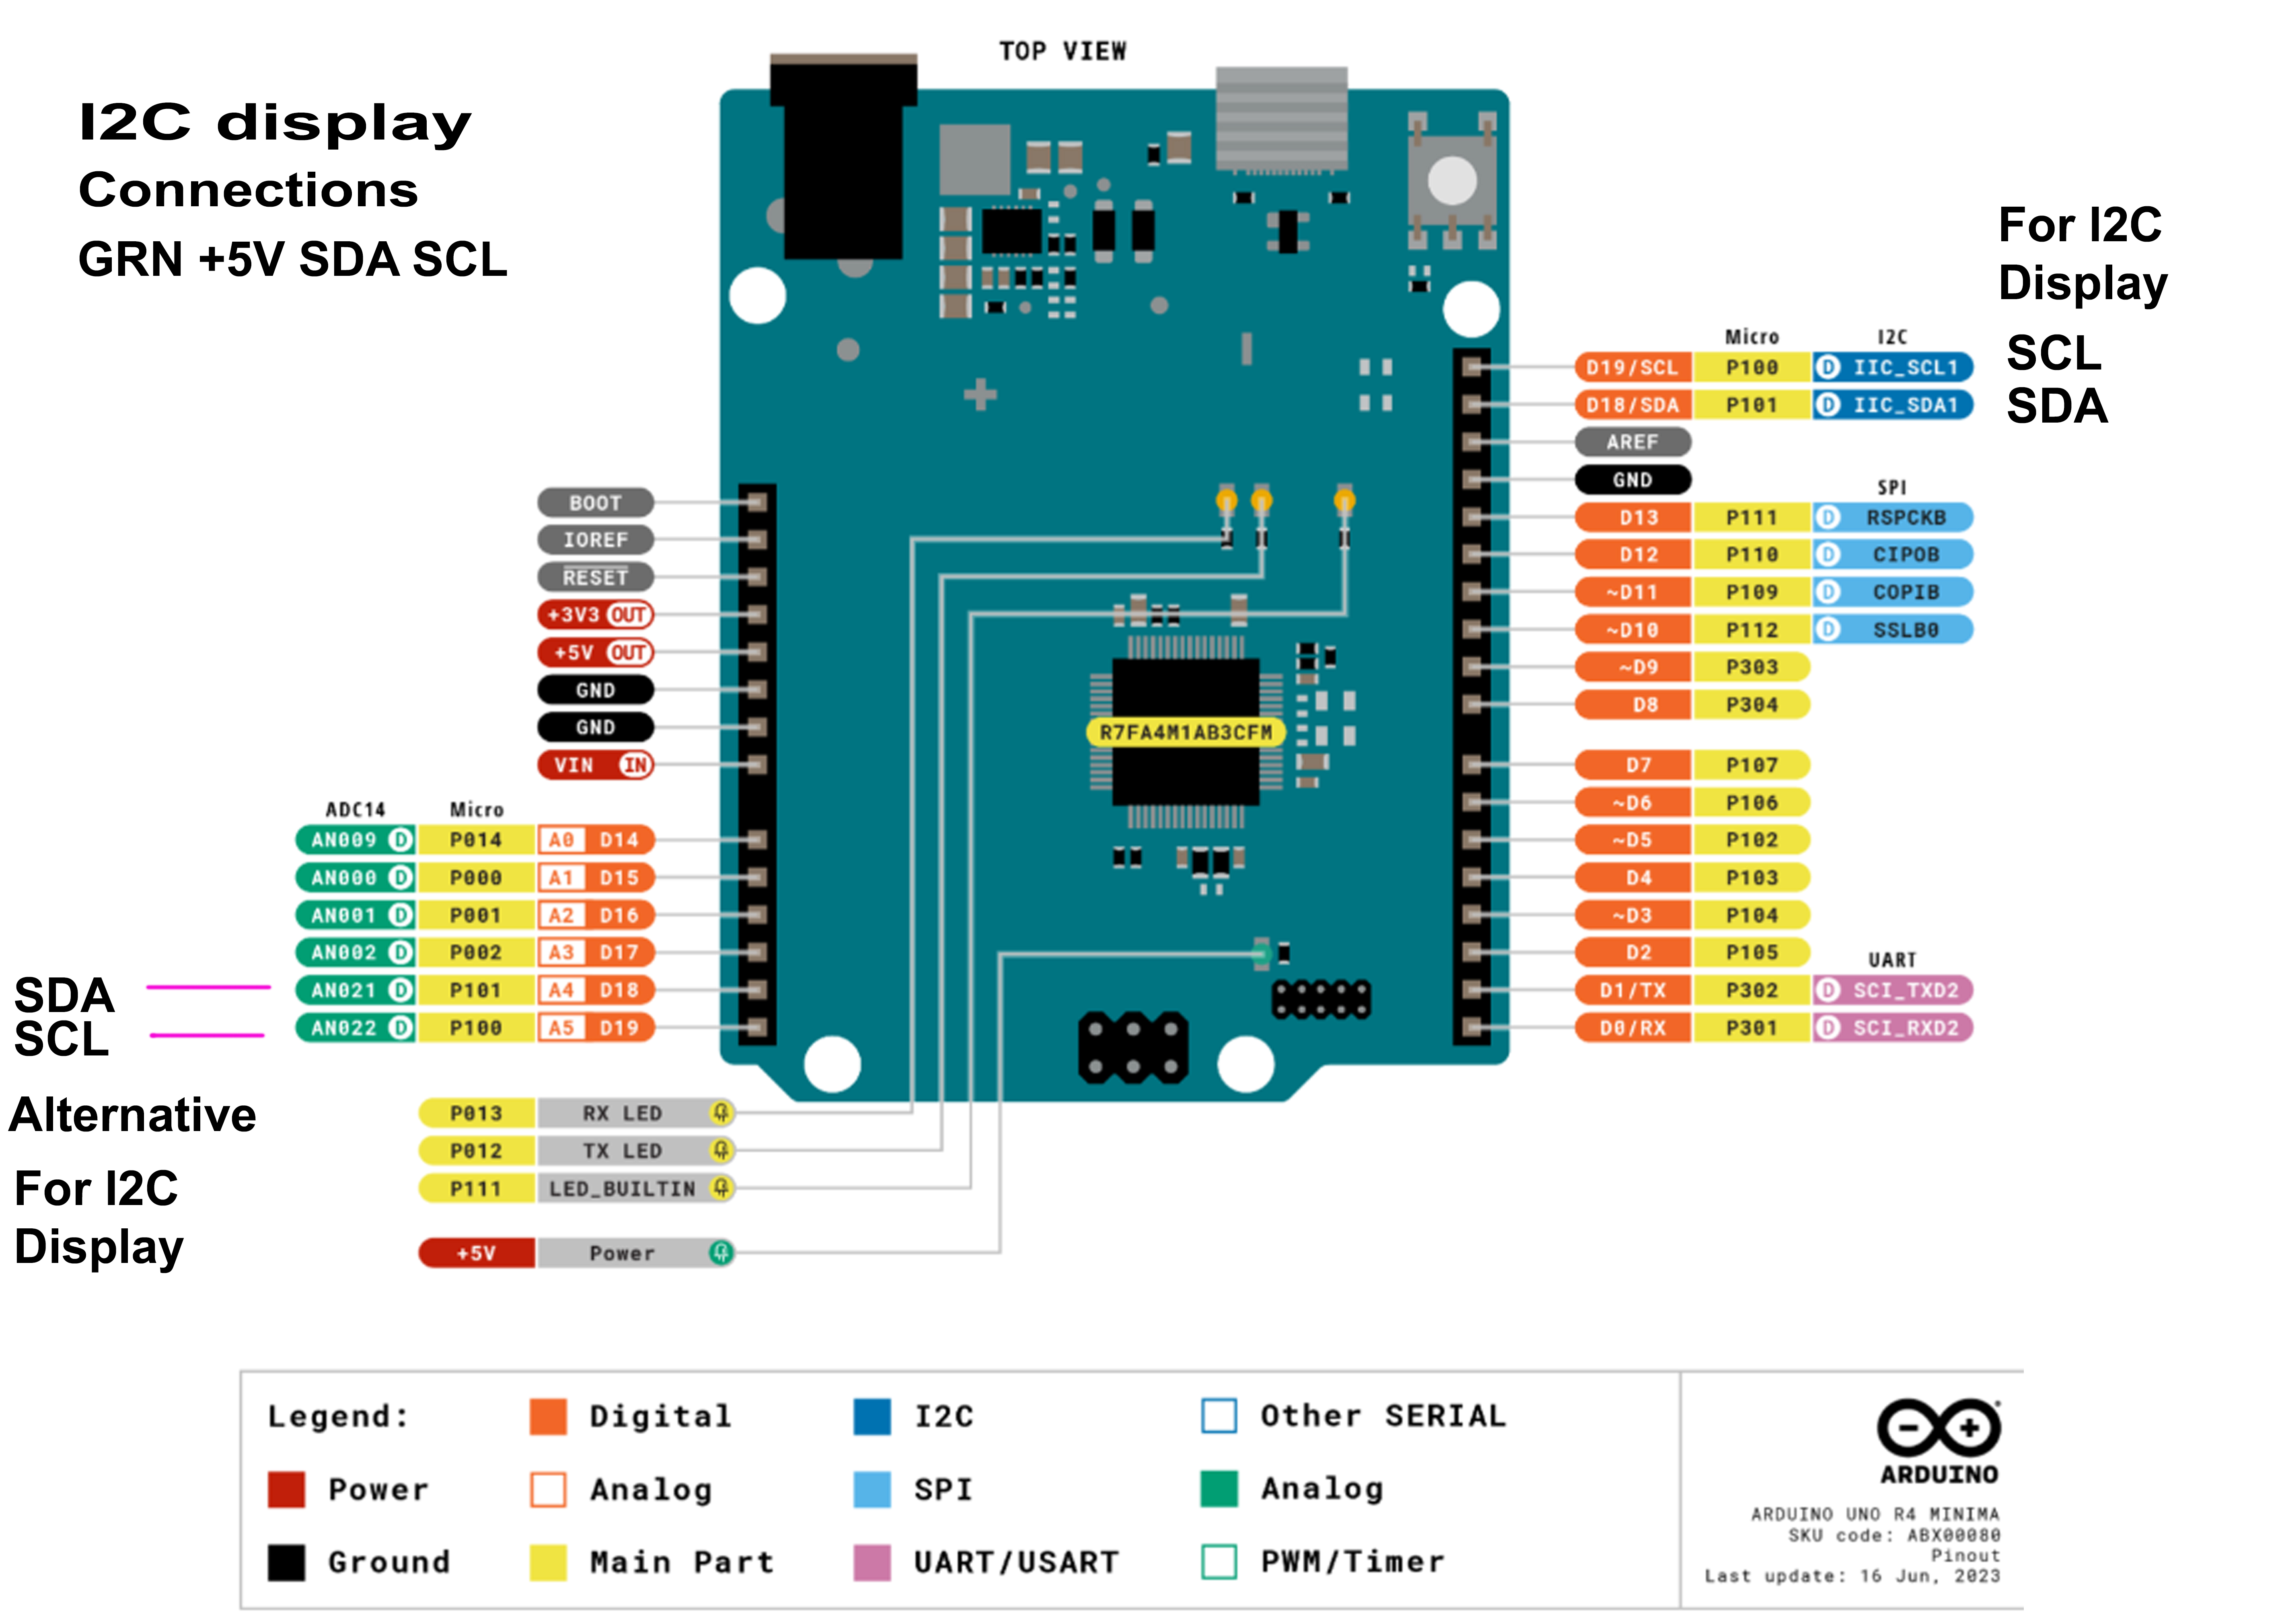 TOP VIEW
I2C display
Connections
GRN +5V SDA SCL
For I2C
Display
SCL
SDA
Micro I2C
D19/SCL P100 D IIC_SCL1
D18/SDA P101 D IIC_SDA1
AREF
GND
SPI
D13 P111 D RSPCKB
D12 P110 D CIPOB
~D11 P109 D COPIB
~D10 P112 D SSLB0
~D9 P303
D8 P304
D7 P107
~D6 P106
~D5 P102
D4 P103
~D3 P104
D2 P105
UART
D1/TX P302 D SCI_TXD2
D0/RX P301 D SCI_RXD2
BOOT
IOREF
RESET
+3V3 OUT
+5V OUT
GND
GND
VIN IN
ADC14 Micro
AN009 D P014 A0 D14
AN000 D P000 A1 D15
AN001 D P001 A2 D16
AN002 D P002 A3 D17
SDA AN021 D P101 A4 D18
SCL AN022 D P100 A5 D19
R7FA4M1AB3CFM
Alternative
For I2C
Display
P013 RX LED
P012 TX LED
P111 LED_BUILTIN
+5V Power
Legend: Digital I2C Other SERIAL
Power Analog SPI Analog
Ground Main Part UART/USART PWM/Timer
ARDUINO
ARDUINO UNO R4 MINIMA
SKU code: ABX00080
Pinout
Last update: 16 Jun, 2023